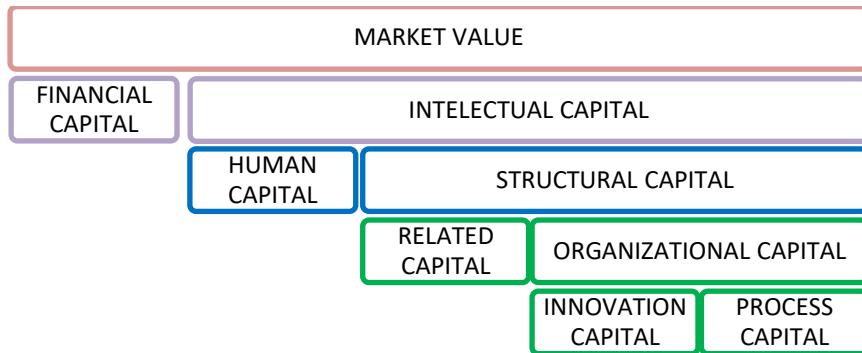 MARKET VALUE
FINANCIAL
CAPITAL
INTELECTUAL CAPITAL
HUMAN
CAPITAL
STRUCTURAL CAPITAL
RELATED
CAPITAL
ORGANIZATIONAL CAPITAL
INNOVATION
CAPITAL
PROCESS
CAPITAL